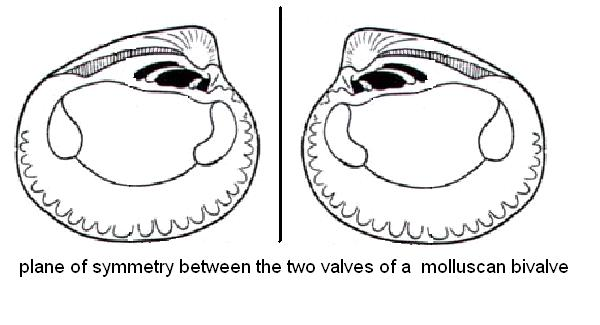 plane of symmetry between the two valves of a molluscan bivalve